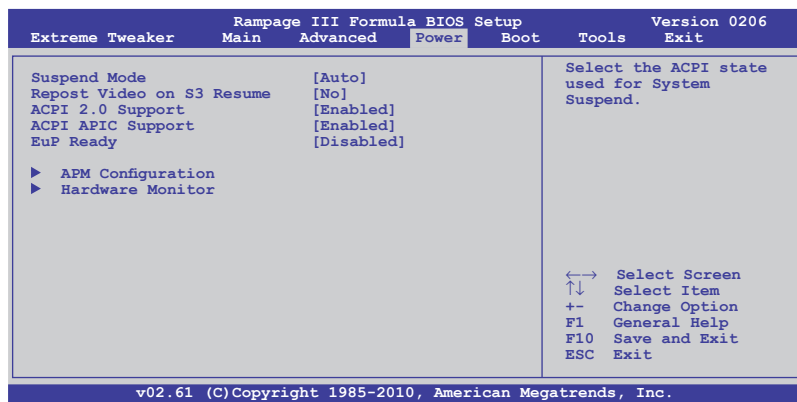 Rampage III Formula BIOS Setup Version 0206
Extreme Tweaker Main Advanced Power Boot Tools Exit
Suspend Mode [Auto]
Repost Video on S3 Resume [No]
ACPI 2.0 Support [Enabled]
ACPI APIC Support [Enabled]
EuP Ready [Disabled]
▶ APM Configuration
▶ Hardware Monitor
Select the ACPI state
used for System
Suspend.
←→ Select Screen
↑↓ Select Item
+- Change Option
F1 General Help
F10 Save and Exit
ESC Exit
v02.61 (C)Copyright 1985-2010, American Megatrends, Inc.